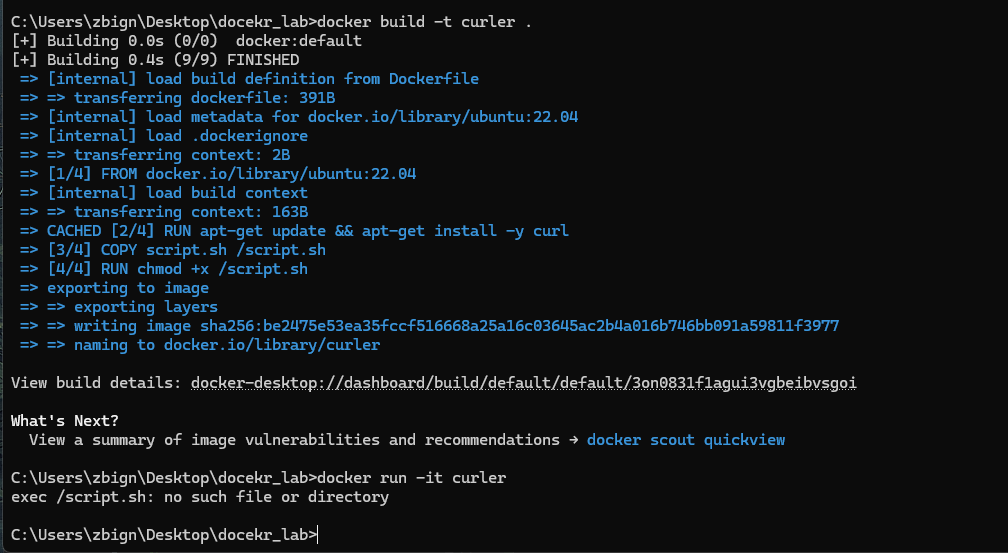 C:\Users\zbign\Desktop\docekr_lab>docker build -t curler .
[+] Building 0.0s (0/0)  docker:default
[+] Building 0.4s (9/9) FINISHED
 => [internal] load build definition from Dockerfile
 => => transferring dockerfile: 391B
 => [internal] load metadata for docker.io/library/ubuntu:22.04
 => [internal] load .dockerignore
 => => transferring context: 2B
 => [1/4] FROM docker.io/library/ubuntu:22.04
 => [internal] load build context
 => => transferring context: 163B
 => CACHED [2/4] RUN apt-get update && apt-get install -y curl
 => [3/4] COPY script.sh /script.sh
 => [4/4] RUN chmod +x /script.sh
 => exporting to image
 => => exporting layers
 => => writing image sha256:be2475e53ea35fccf516668a25a16c03645ac2b4a016b746bb091a59811f3977
 => => naming to docker.io/library/curler
View build details: docker-desktop://dashboard/build/default/default/3on0831f1agui3vgbeibvsgoi
What's Next?
  View a summary of image vulnerabilities and recommendations → docker scout quickview
C:\Users\zbign\Desktop\docekr_lab>docker run -it curler
exec /script.sh: no such file or directory
C:\Users\zbign\Desktop\docekr_lab>